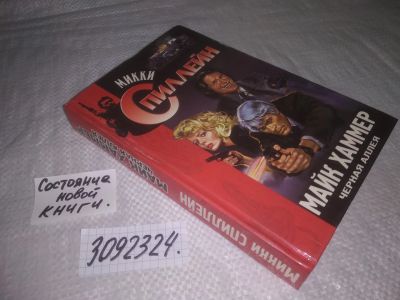 МИККИ
СПИЛЛЕЙН
МАЙК ХАММЕР
ЧЕРНАЯ АЛЛЕЯ
МИККИ СПИЛЛЕЙН
Состояние
новой
книги.
3092324.